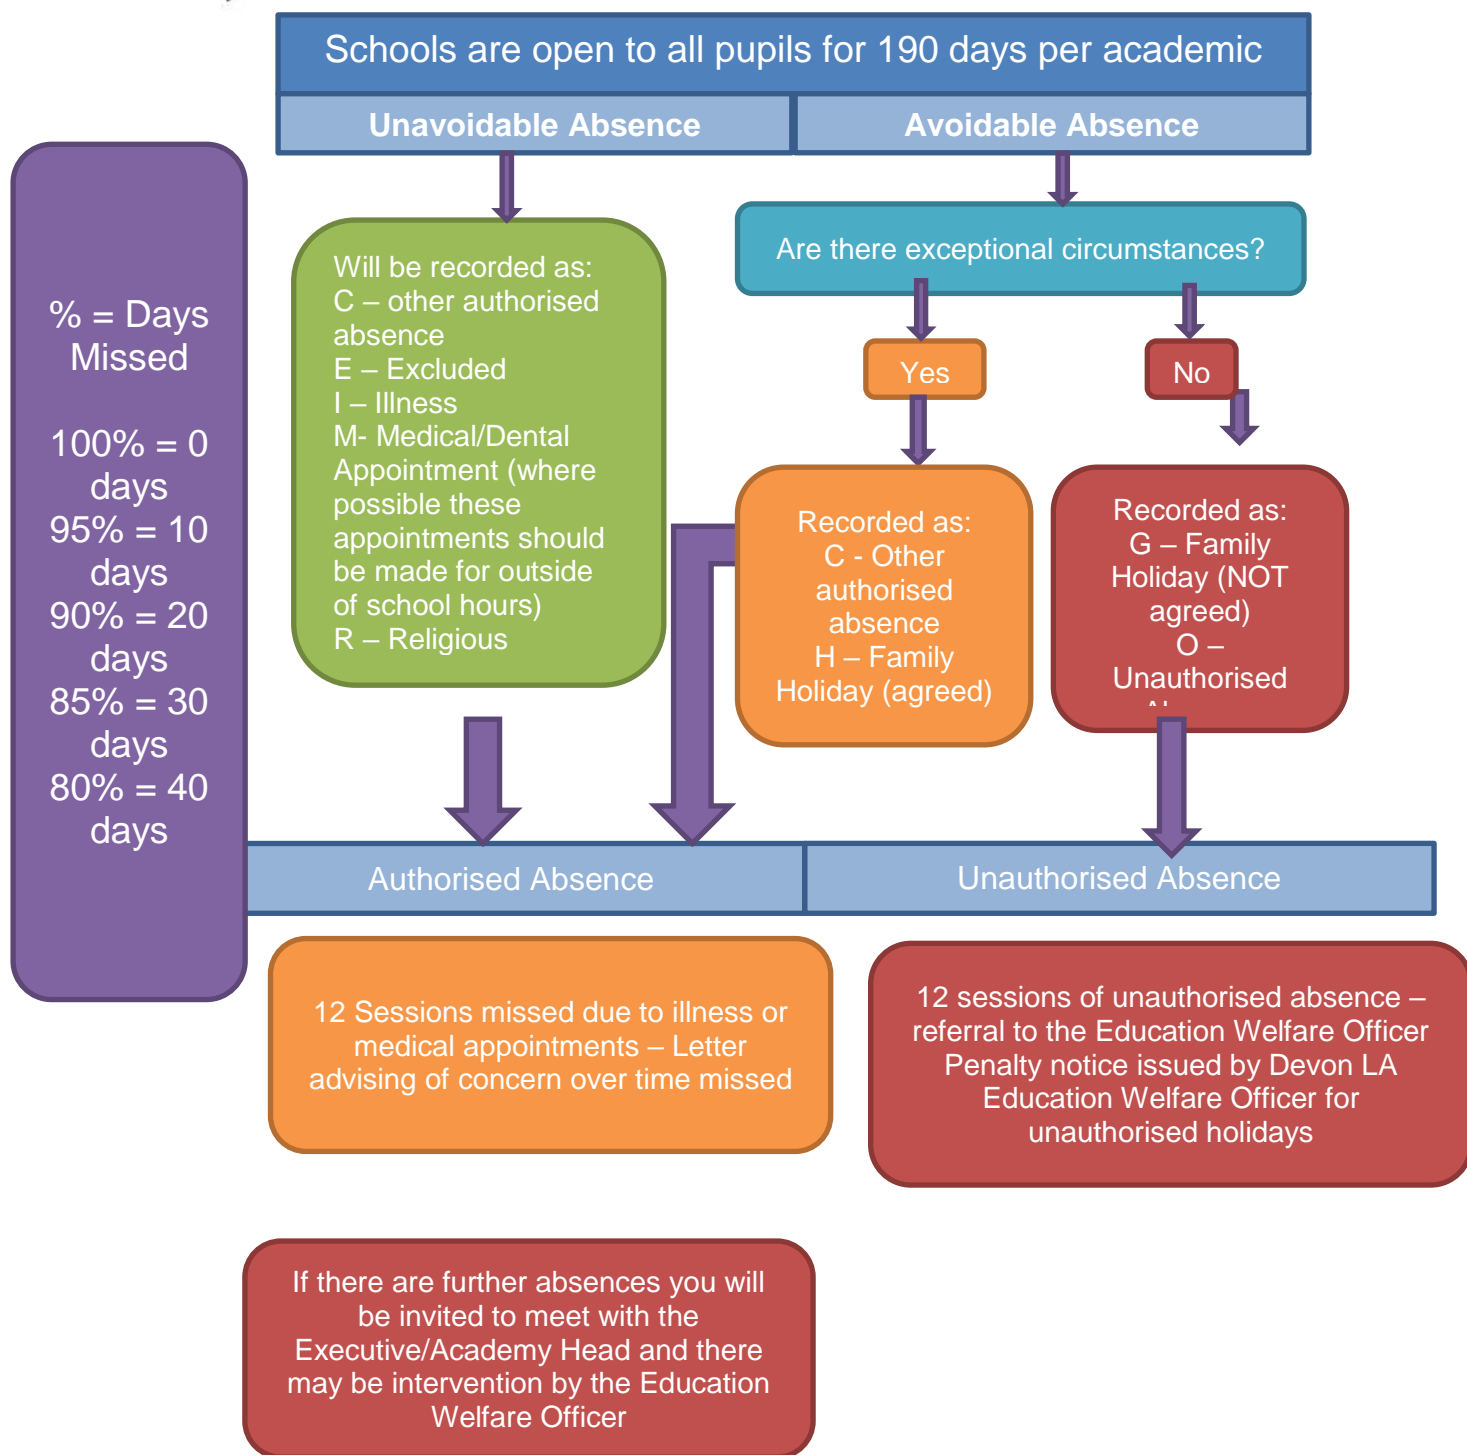 Schools are open to all pupils for 190 days per academic
Unavoidable Absence
Avoidable Absence
% = Days
Missed
100% = 0
days
95% = 10
days
90% = 20
days
85% = 30
days
80% = 40
days
Will be recorded as:
C – other authorised
absence
E – Excluded
I – Illness
M- Medical/Dental
Appointment (where
possible these
appointments should
be made for outside
of school hours)
R – Religious
Are there exceptional circumstances?
Yes
No
Recorded as:
C - Other
authorised
absence
H – Family
Holiday (agreed)
Recorded as:
G – Family
Holiday (NOT
agreed)
O –
Unauthorised
Authorised Absence
Unauthorised Absence
12 Sessions missed due to illness or
medical appointments – Letter
advising of concern over time missed
12 sessions of unauthorised absence –
referral to the Education Welfare Officer
Penalty notice issued by Devon LA
Education Welfare Officer for
unauthorised holidays
If there are further absences you will
be invited to meet with the
Executive/Academy Head and there
may be intervention by the Education
Welfare Officer